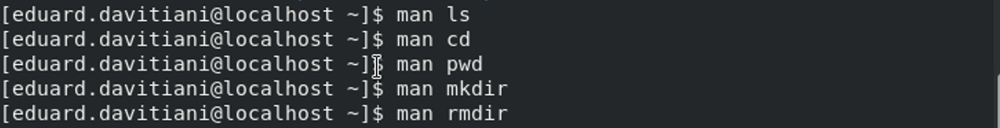 [eduard.davitiani@localhost ~]$ man ls
[eduard.davitiani@localhost ~]$ man cd
[eduard.davitiani@localhost ~]$ man pwd
[eduard.davitiani@localhost ~]$ man mkdir
[eduard.davitiani@localhost ~]$ man rmdir